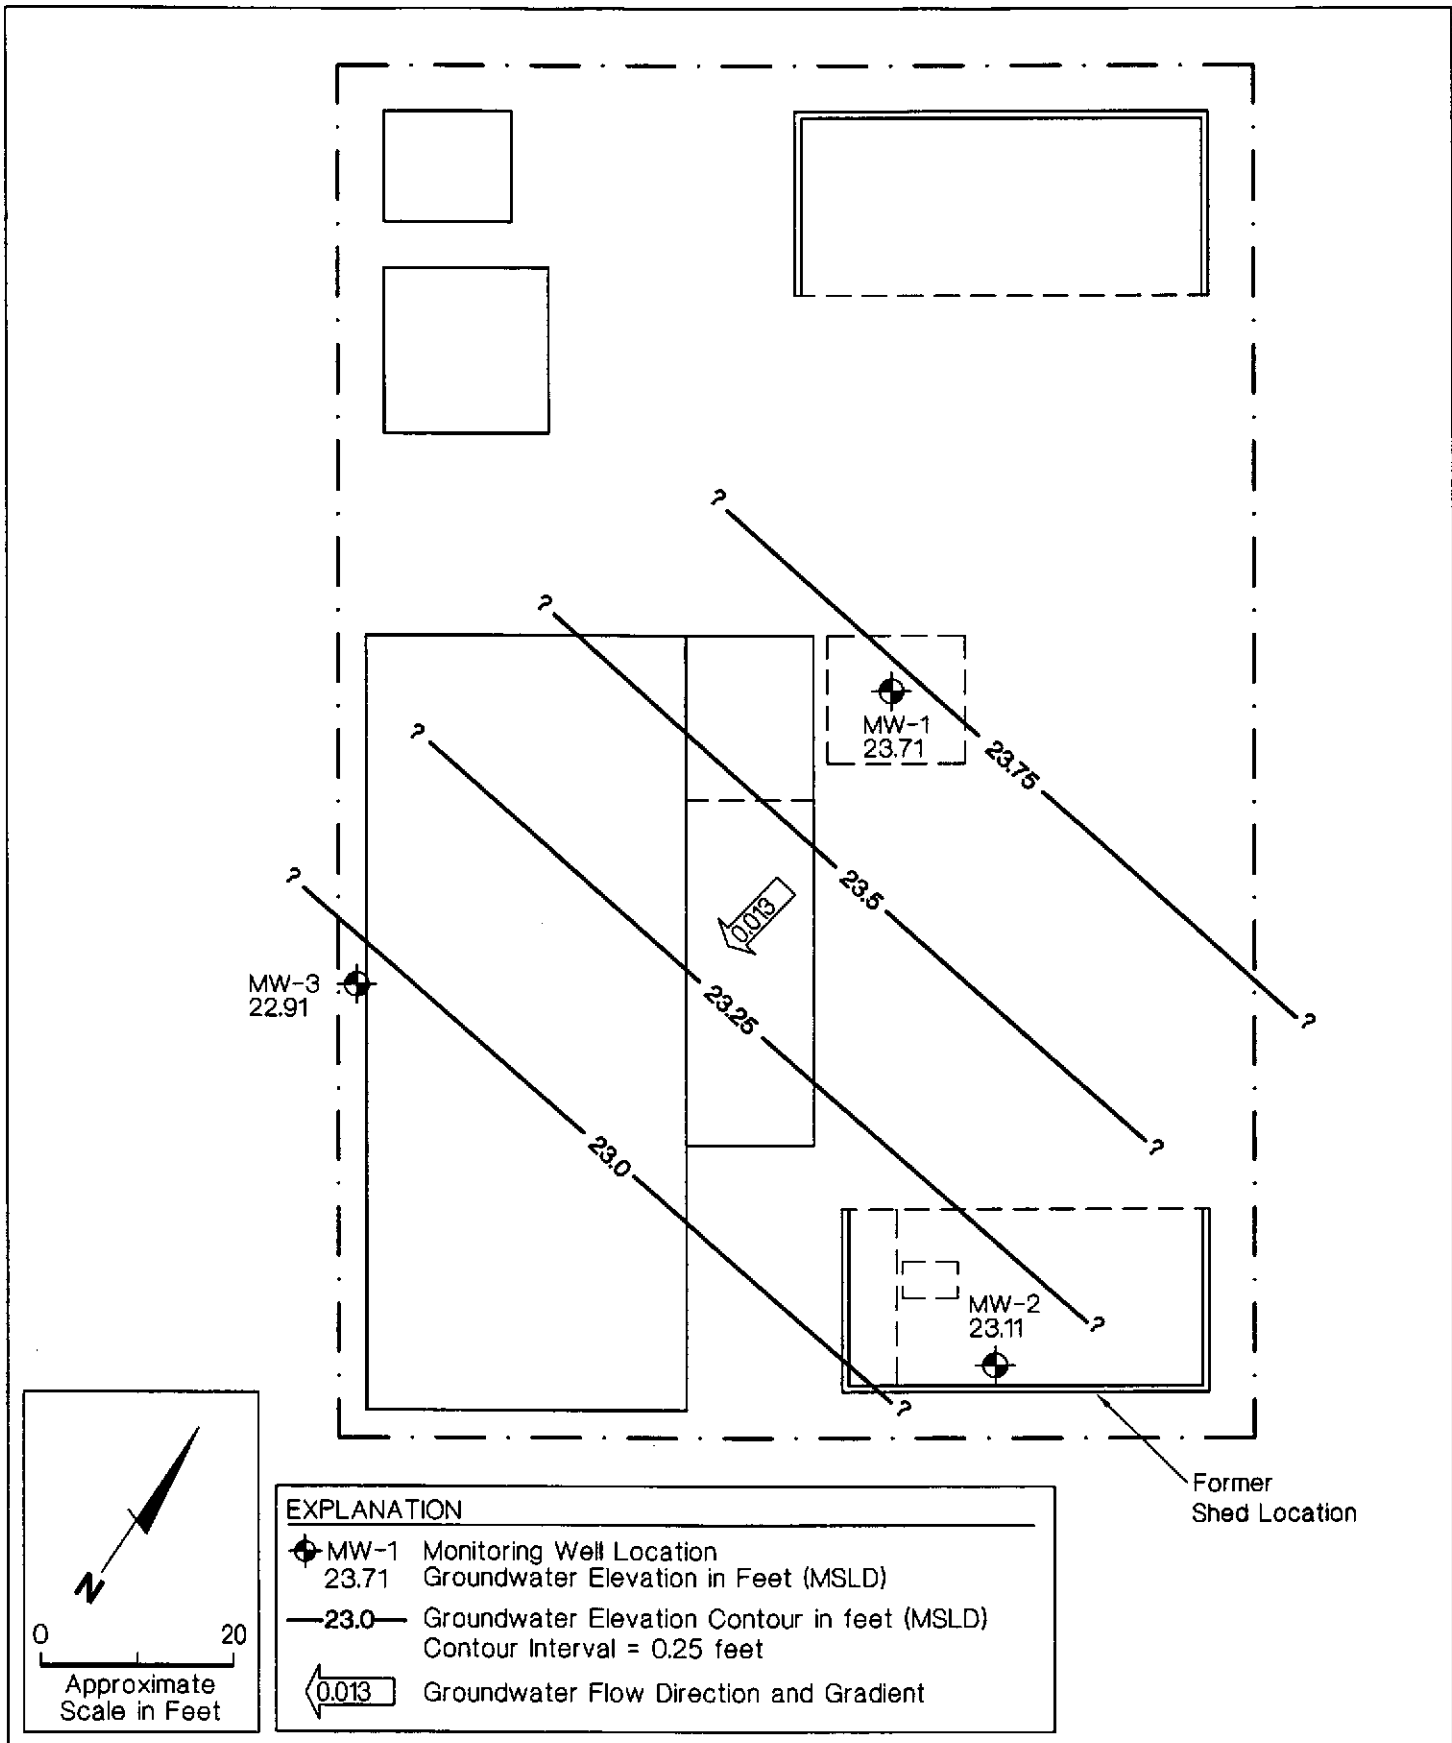 ?
?
MW-1
23.71
?
23.75
?
23.5
0.013
MW-3
22.91
23.25
?
23.0
?
MW-2
23.11
?
?
Former
Shed Location
N
0 20
Approximate
Scale in Feet
EXPLANATION
MW-1 Monitoring Well Location
23.71 Groundwater Elevation in Feet (MSLD)
23.0 Groundwater Elevation Contour in feet (MSLD)
Contour Interval = 0.25 feet
0.013 Groundwater Flow Direction and Gradient